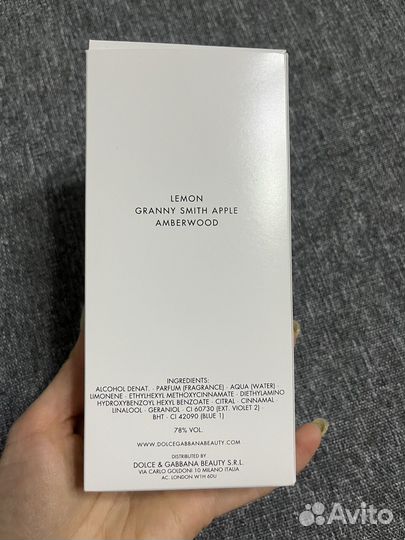 LEMON
GRANNY SMITH APPLE
AMBERWOOD
INGREDIENTS:
ALCOHOL DENAT. · PARFUM (FRAGRANCE) · AQUA (WATER) ·
LIMONENE · ETHYLHEXYL METHOXYCINNAMATE · DIETHYLAMINO
HYDROXYBENZOYL HEXYL BENZOATE · CITRAL · CINNAMAL
LINALOOL · GERANIOL · CI 60730 (EXT. VIOLET 2) ·
BHT · CI 42090 (BLUE 1)
78% VOL.
WWW.DOLCEGABBANABEAUTY.COM
DISTRIBUTED BY
DOLCE & GABBANA BEAUTY S.R.L.
VIA CARLO GOLDONI 10 MILANO ITALIA
AC. LONDON W1H 6DU
Avito